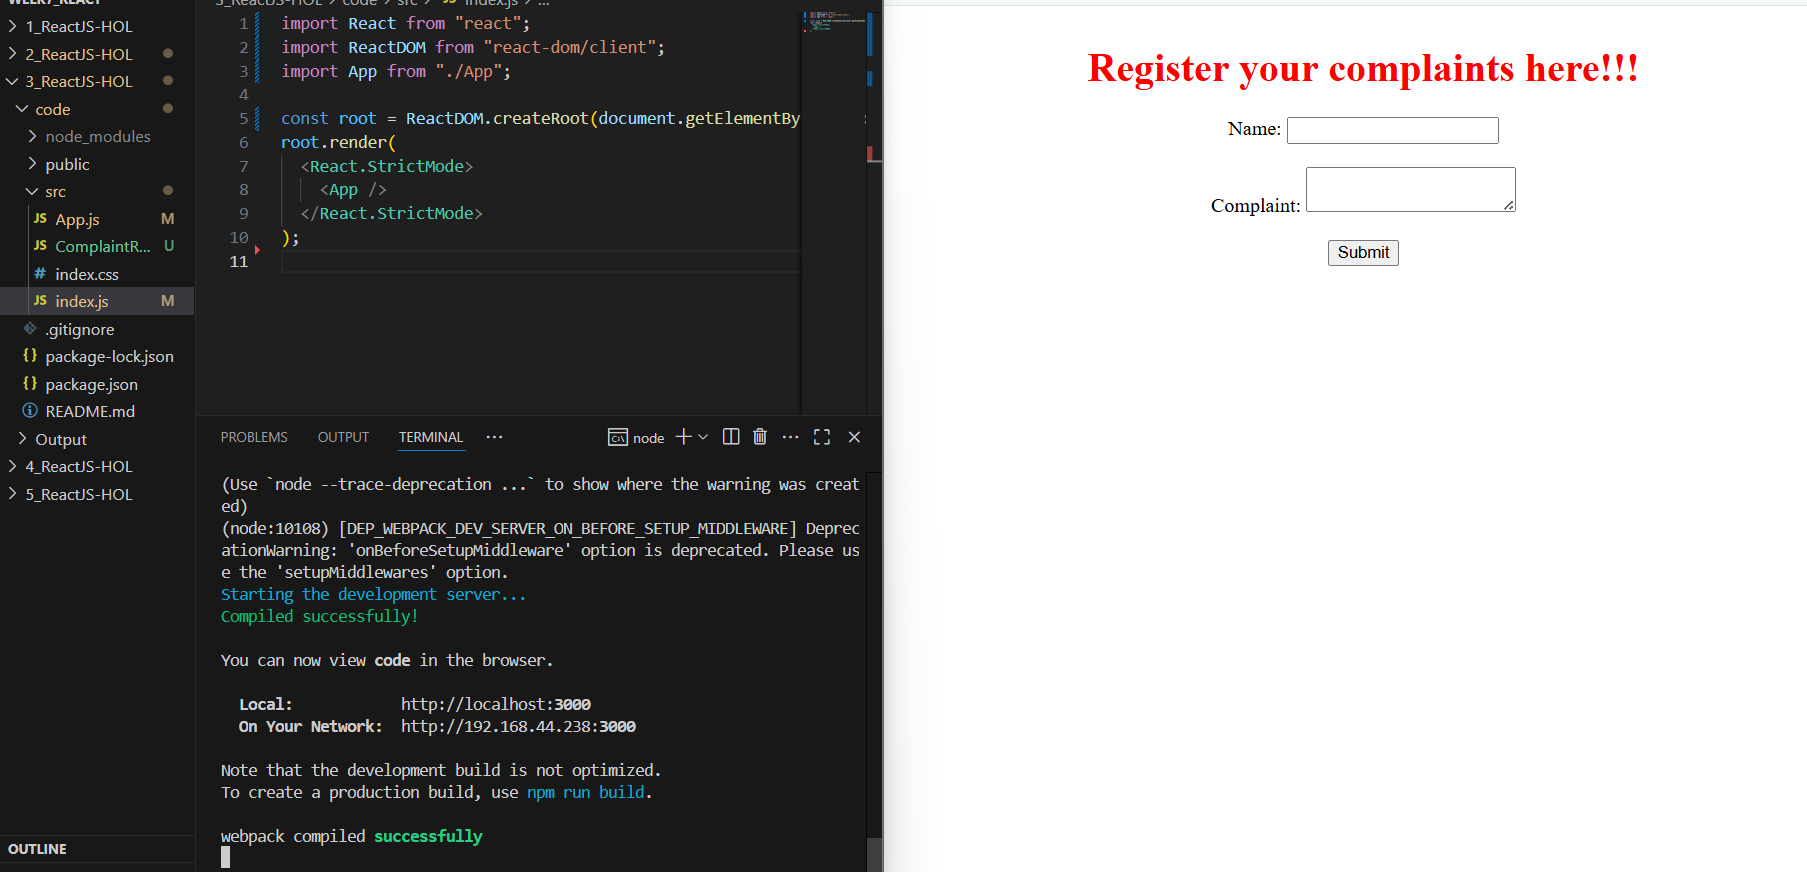 WEEK7_REACT
1_ReactJS-HOL
2_ReactJS-HOL
3_ReactJS-HOL
code
node_modules
public
src
JS App.js M
JS ComplaintR... U
# index.css
JS index.js M
.gitignore
{} package-lock.json
{} package.json
README.md
Output
4_ReactJS-HOL
5_ReactJS-HOL
OUTLINE
3_ReactJS-HOL > code > src > JS index.js > ...
1 import React from "react";
2 import ReactDOM from "react-dom/client";
3 import App from "./App";
4
5 const root = ReactDOM.createRoot(document.getElementBy
6 root.render(
7 <React.StrictMode>
8 <App />
9 </React.StrictMode>
10 );
11
PROBLEMS OUTPUT TERMINAL ... node
(Use `node --trace-deprecation ...` to show where the warning was creat
ed)
(node:10108) [DEP_WEBPACK_DEV_SERVER_ON_BEFORE_SETUP_MIDDLEWARE] Deprec
ationWarning: 'onBeforeSetupMiddleware' option is deprecated. Please us
e the 'setupMiddlewares' option.
Starting the development server...
Compiled successfully!
You can now view code in the browser.
Local: http://localhost:3000
On Your Network: http://192.168.44.238:3000
Note that the development build is not optimized.
To create a production build, use npm run build.
webpack compiled successfully
Register your complaints here!!!
Name:
Complaint:
Submit